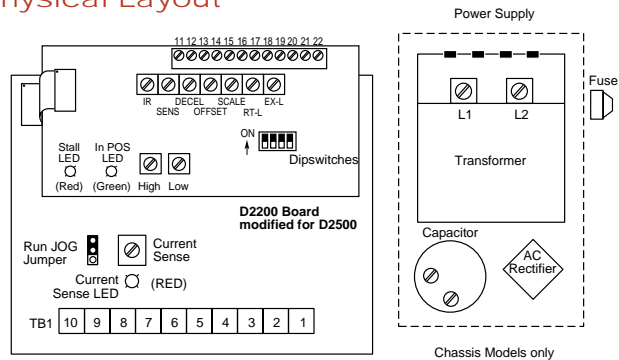 hysical Layout
Power Supply
11 12 13 14 15 16 17 18 19 20 21 22
IR DECEL SCALE EX-L
SENS OFFSET RT-L
Fuse
L1 L2
Transformer
ON
Dipswitches
Stall LED
(Red)
In POS LED
(Green)
High Low
D2200 Board
modified for D2500
Run JOG
Jumper
Current
Sense
Current
Sense LED
(RED)
Capacitor
AC
Rectifier
TB1 10 9 8 7 6 5 4 3 2 1
Chassis Models only